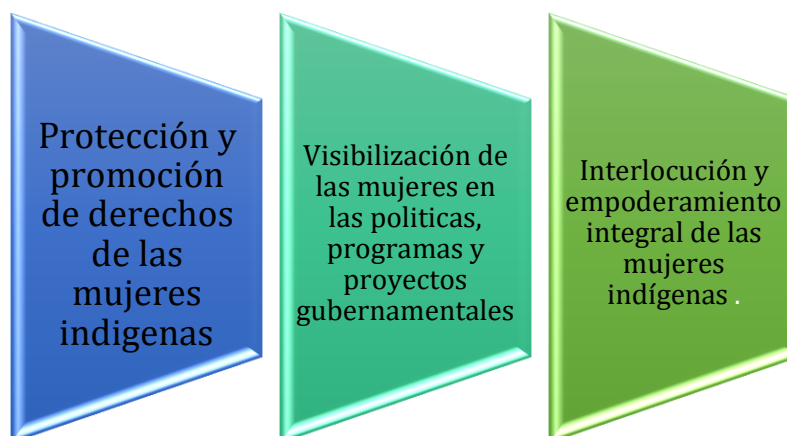 Protección y
promoción
de derechos
de las
mujeres
indigenas
Visibilización de
las mujeres en
las politicas,
programas y
proyectos
gubernamentales
Interlocución y
empoderamiento
integral de las
mujeres
indígenas .